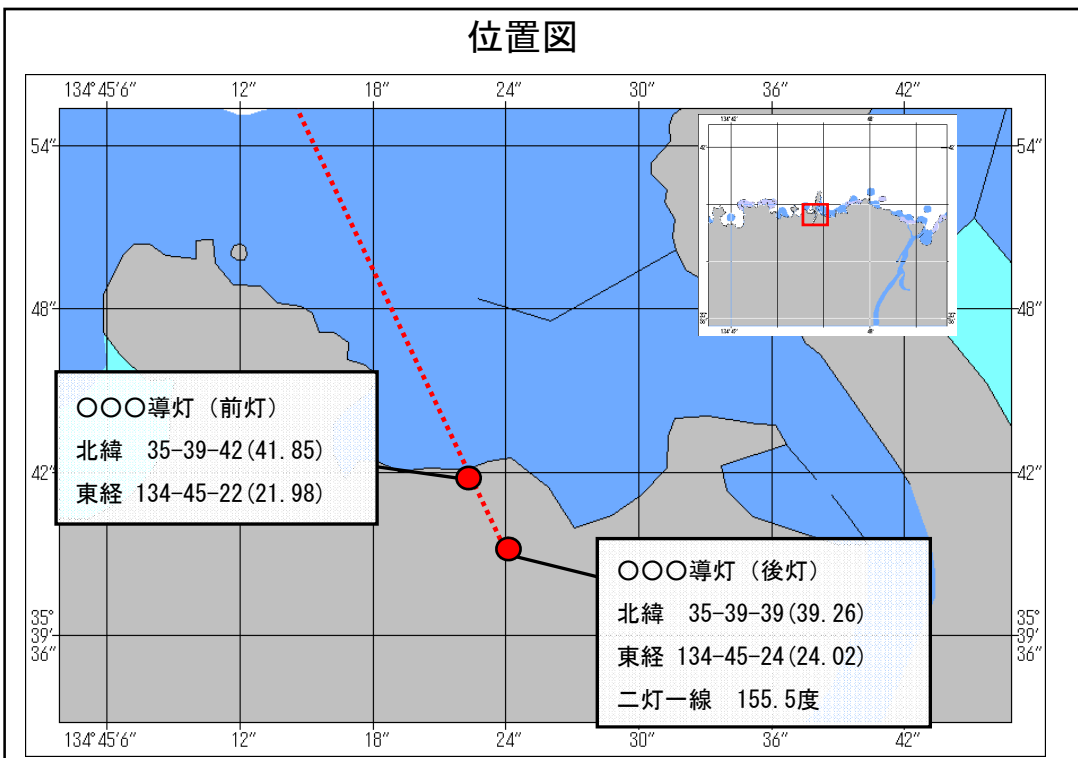 位置図
134°45′6″ 12″ 18″ 24″ 30″ 36″ 42″
54″ 54″
48″ 48″
○○○導灯（前灯）
北緯 35-39-42(41.85)
東経 134-45-22(21.98)
42″ 42″
○○○導灯（後灯）
北緯 35-39-39(39.26)
東経 134-45-24(24.02)
二灯一線 155.5度
35° 35°
39′ 39′
36″ 36″
134°45′6″ 12″ 18″ 24″ 30″ 36″ 42″